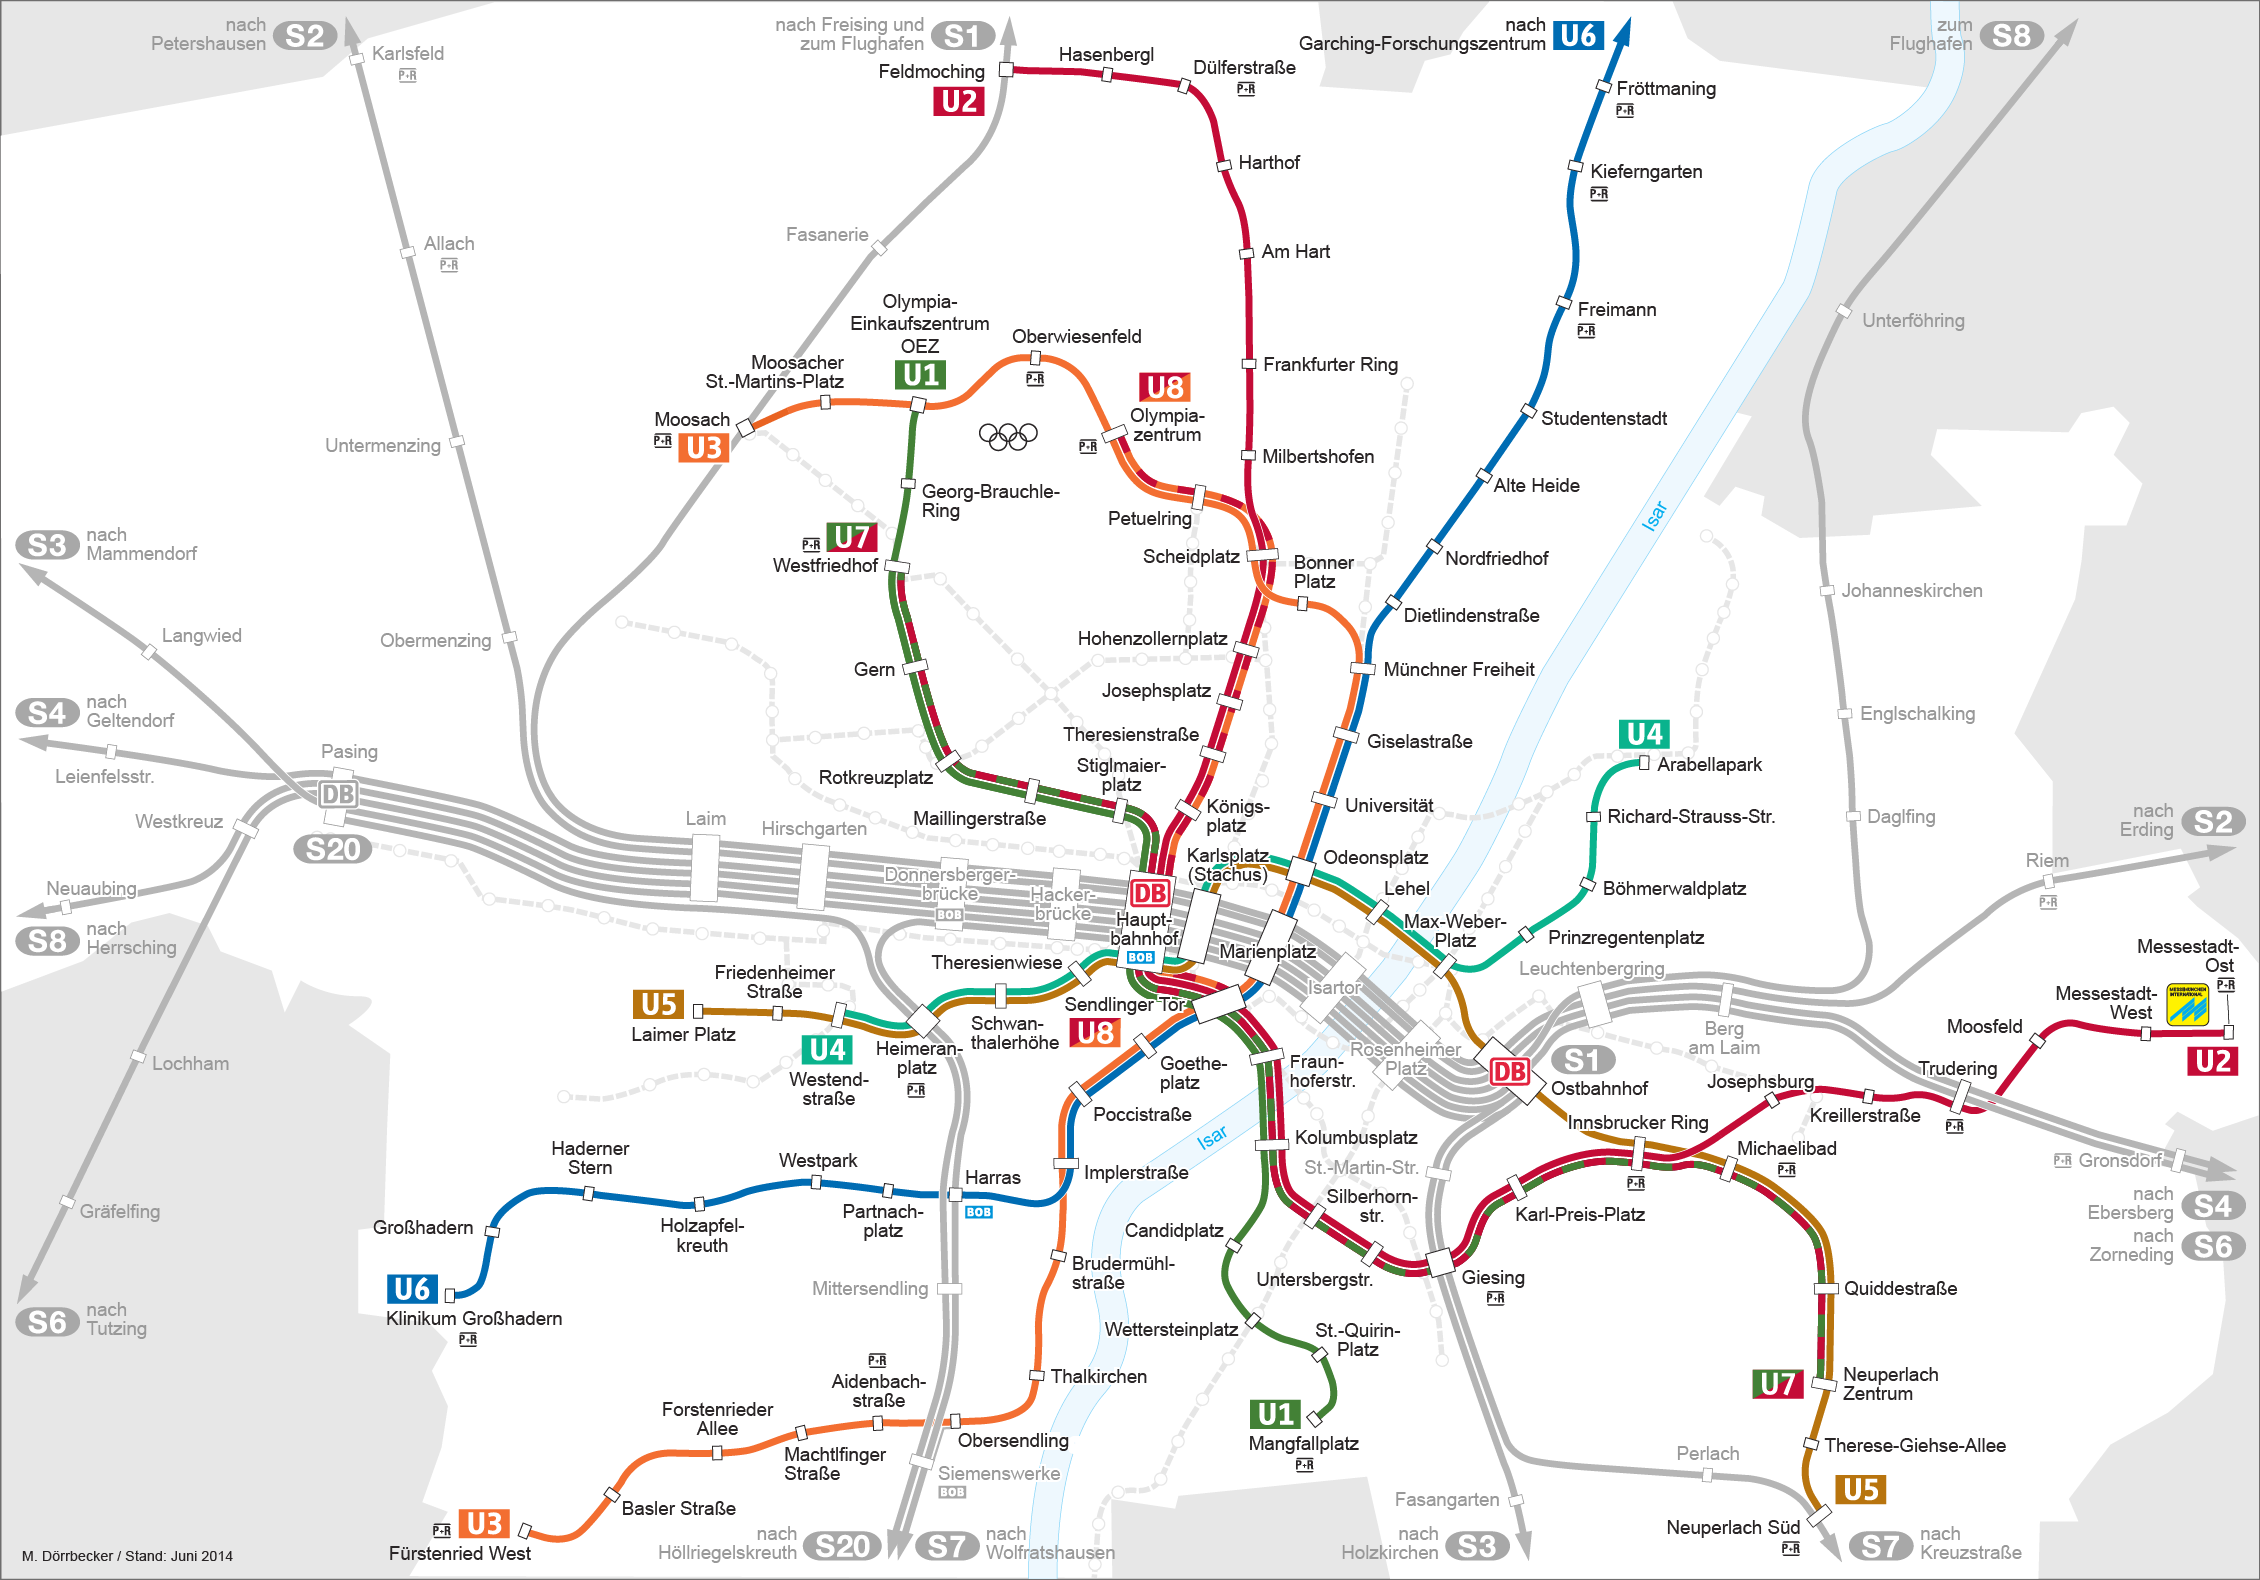 nach
Petershausen
S2
Karlsfeld
P+R
nach Freising und
zum Flughafen
S1
Feldmoching
U2
Hasenbergl
Dülferstraße
P+R
nach
Garching-Forschungszentrum
U6
zum
Flughafen
S8
Fröttmaning
P+R
Harthof
Kieferngarten
P+R
Allach
P+R
Fasanerie
Am Hart
Olympia-
Einkaufszentrum
OEZ
U1
Oberwiesenfeld
P+R
Freimann
P+R
Unterföhring
Moosacher
St.-Martins-Platz
Frankfurter Ring
U8
Olympia-
zentrum
P+R
Moosach
P+R
U3
Studentenstadt
Untermenzing
Milbertshofen
Alte Heide
Georg-Brauchle-
Ring
Petuelring
Isar
nach
Mammendorf
S3
U7
P+R
Westfriedhof
Scheidplatz
Bonner
Platz
Nordfriedhof
Johanneskirchen
Langwied
Obermenzing
Dietlindenstraße
Hohenzollernplatz
Gern
Münchner Freiheit
S4
nach
Geltendorf
Josephsplatz
Englschalking
Theresienstraße
Giselastraße
U4
Pasing
DB
Leienfelsstr.
Stiglmaier-
platz
Arabellapark
Rotkreuzplatz
Königs-
platz
Universität
Westkreuz
Laim
Hirschgarten
Maillingerstraße
Richard-Strauss-Str.
Daglfing
nach
Erding
S2
S20
Karlsplatz
(Stachus)
Odeonsplatz
Riem
P+R
Neuaubing
Donnersberger-
brücke
BOB
Hacker-
brücke
DB
Haupt-
bahnhof
BOB
Lehel
Böhmerwaldplatz
S8
nach
Herrsching
Max-Weber-
Platz
Prinzregentenplatz
Marienplatz
Messestadt-
Ost
P+R
Theresienwiese
Leuchtenbergring
Isartor
Friedenheimer
Straße
U5
Laimer Platz
Sendlinger Tor
U8
Messestadt-
West
MESSE MÜNCHEN
INTERNATIONAL
Schwan-
thalerhöhe
Moosfeld
Berg
am Laim
U2
U4
Westend-
straße
Heimeran-
platz
P+R
Goethe-
platz
Fraun-
hoferstr.
Rosenheimer
Platz
S1
DB
Ostbahnhof
Lochham
Trudering
P+R
Josephsburg
Kreillerstraße
Poccistraße
Innsbrucker Ring
P+R
Isar
Kolumbusplatz
Michaelibad
P+R
Haderner
Stern
Westpark
Harras
BOB
Implerstraße
St.-Martin-Str.
P+R
Gronsdorf
Gräfelfing
Großhadern
Holzapfel-
kreuth
Partnach-
platz
Silberhorn-
str.
Karl-Preis-Platz
nach
Ebersberg
S4
Candidplatz
nach
Zorneding
S6
U6
Klinikum Großhadern
P+R
Mittersendling
Brudermühl-
straße
Untersbergstr.
Giesing
P+R
Quiddestraße
S6
nach
Tutzing
Wettersteinplatz
St.-Quirin-
Platz
P+R
Aidenbach-
straße
Thalkirchen
U7
Neuperlach
Zentrum
Forstenrieder
Allee
U1
Mangfallplatz
P+R
Machtlfinger
Straße
Obersendling
Perlach
Therese-Giehse-Allee
Siemenswerke
BOB
U5
Fasangarten
Basler Straße
P+R
U3
Fürstenried West
Neuperlach Süd
P+R
nach
Höllriegelskreuth
S20
S7
nach
Wolfratshausen
nach
Holzkirchen
S3
S7
nach
Kreuzstraße
M. Dörrbecker / Stand: Juni 2014